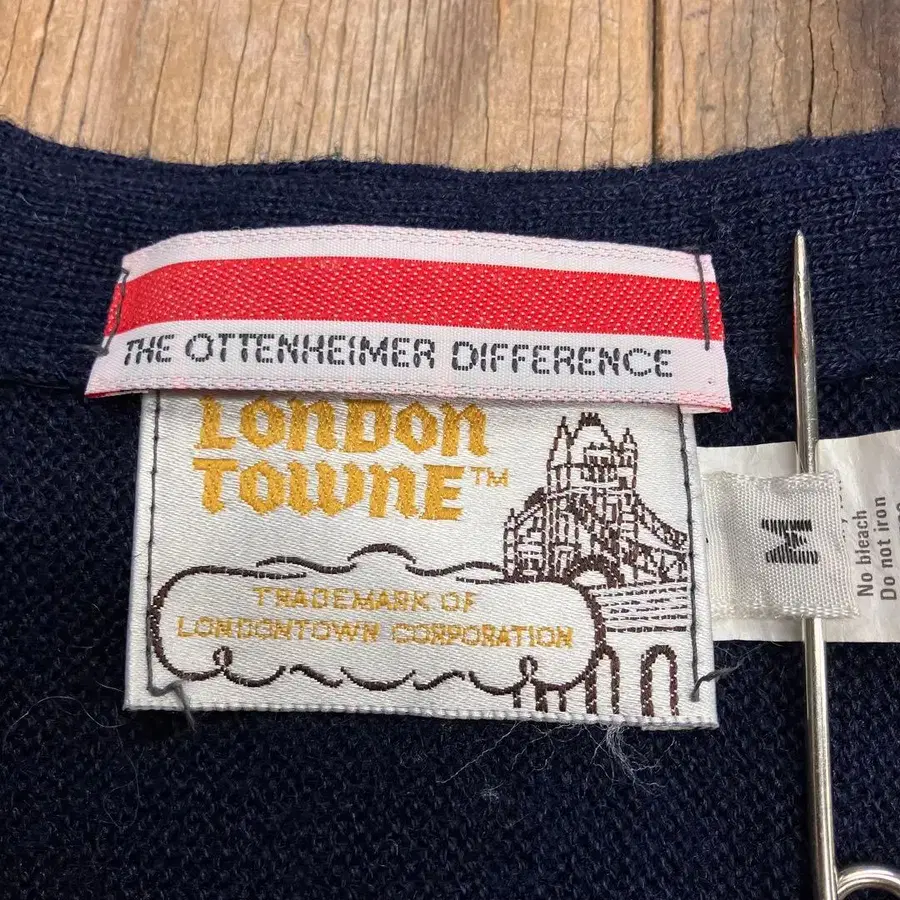 THE OTTENHEIMER DIFFERENCE
LONDON
TOWNE™
TRADEMARK OF
LONDONTOWN CORPORATION
M
No bleach
Do not iron